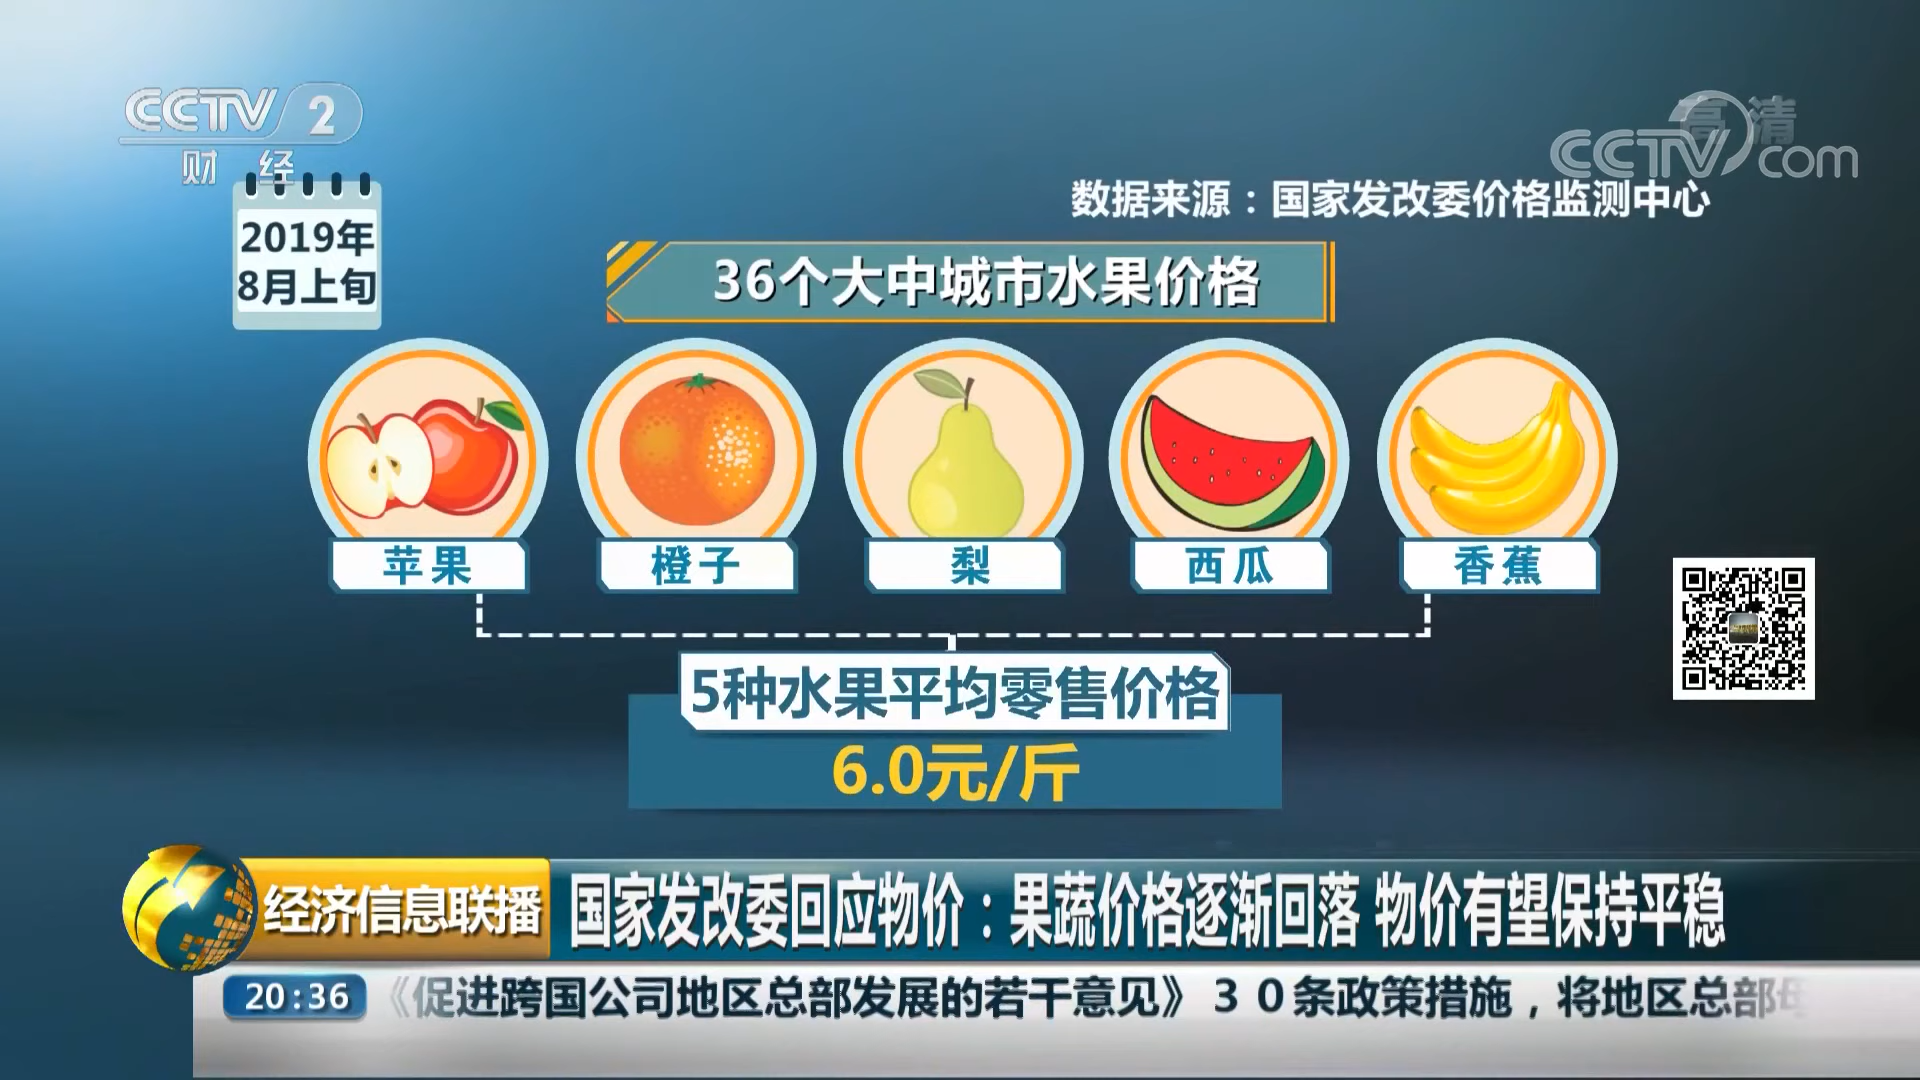 CCTV 2
财经
高清
CCTV com
2019年
8月上旬
数据来源：国家发改委价格监测中心
36个大中城市水果价格
苹果
橙子
梨
西瓜
香蕉
5种水果平均零售价格
6.0元/斤
经济信息联播
国家发改委回应物价：果蔬价格逐渐回落 物价有望保持平稳
20:36
《促进跨国公司地区总部发展的若干意见》３０条政策措施，将地区总部